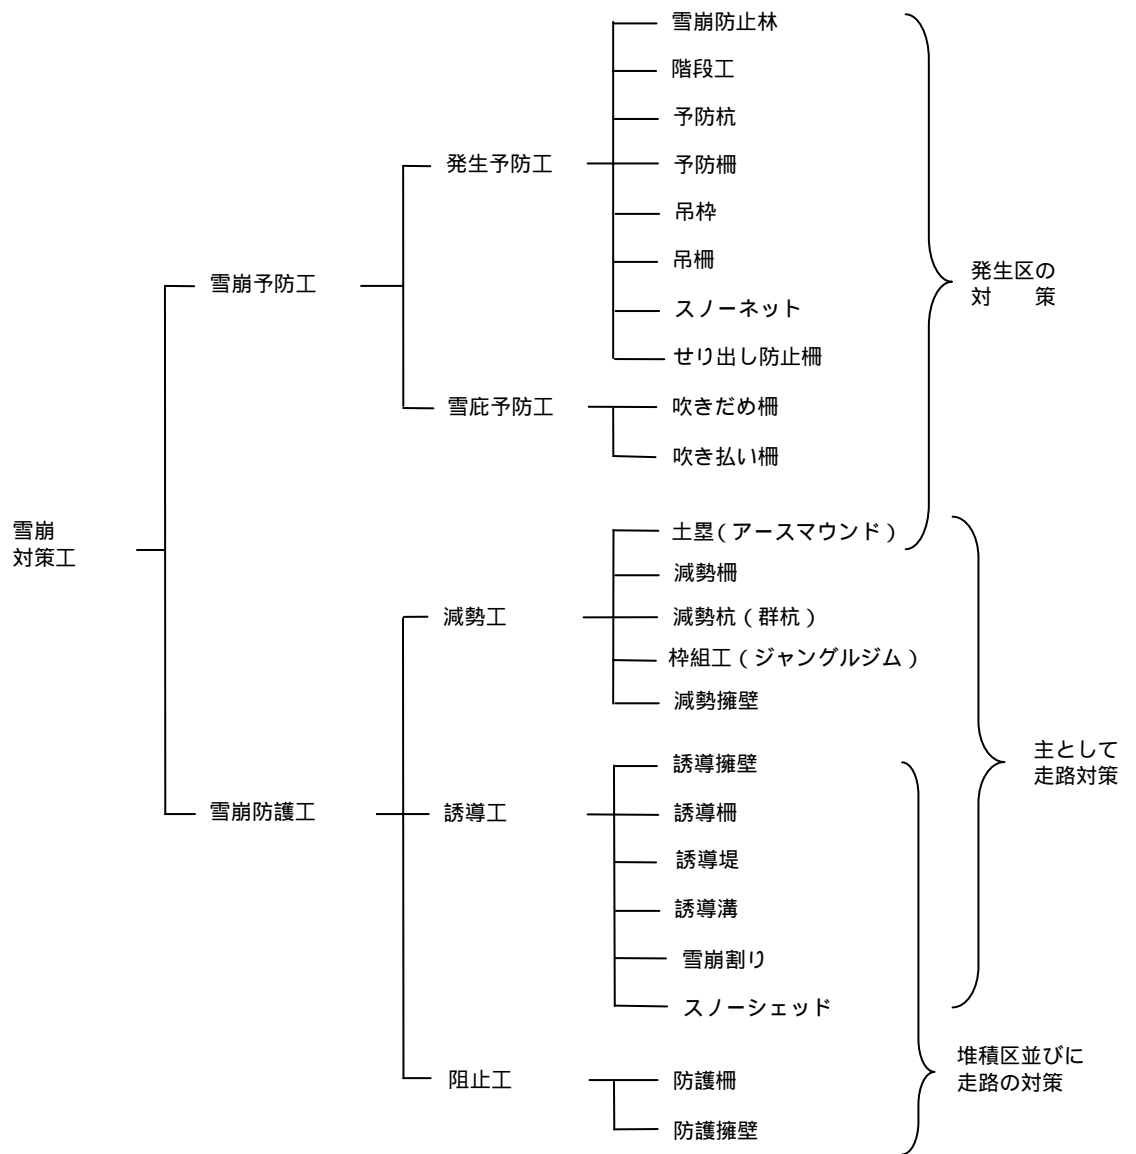 雪崩防止林
階段工
予防杭
発生予防工
予防柵
吊枠
吊柵
雪崩予防工
発生区の
対　　策
スノーネット
せり出し防止柵
雪庇予防工
吹きだめ柵
吹き払い柵
雪崩
対策工
土塁（アースマウンド）
減勢柵
減勢工
減勢杭（群杭）
枠組工（ジャングルジム）
減勢擁壁
主として
走路対策
誘導擁壁
雪崩防護工
誘導工
誘導柵
誘導堤
誘導溝
雪崩割り
スノーシェッド
堆積区並びに
走路の対策
阻止工
防護柵
防護擁壁